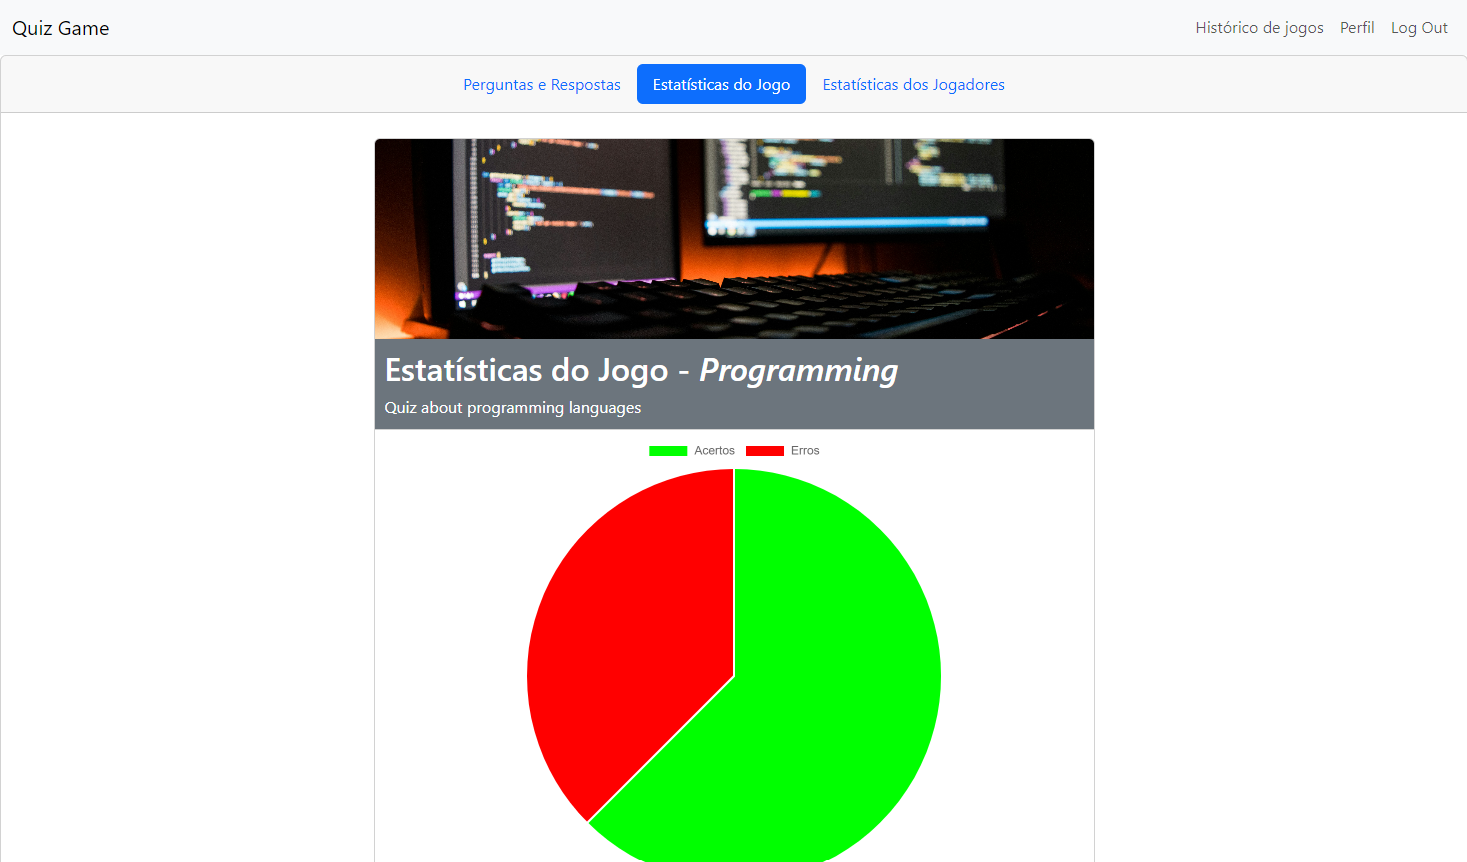 Quiz Game
Histórico de jogos Perfil Log Out
Perguntas e Respostas Estatísticas do Jogo Estatísticas dos Jogadores
Estatísticas do Jogo - Programming
Quiz about programming languages
Acertos Erros